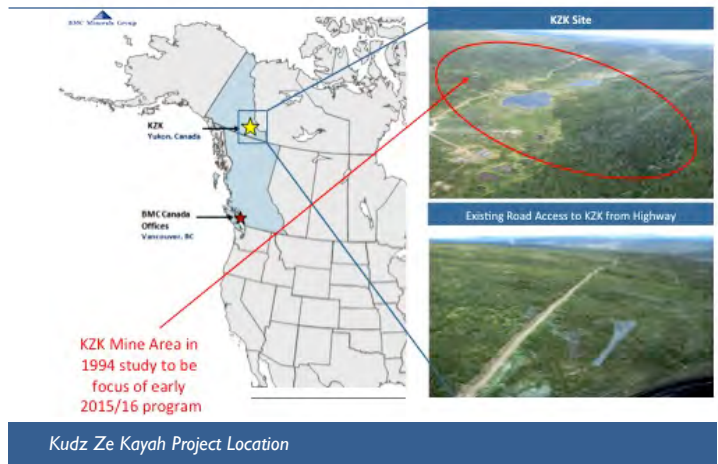 BMC Minerals Group
KZK Site
KZK
Yukon, Canada
BMC Canada
Offices
Vancouver, BC
Existing Road Access to KZK from Highway
KZK Mine Area in
1994 study to be
focus of early
2015/16 program
Kudz Ze Kayah Project Location